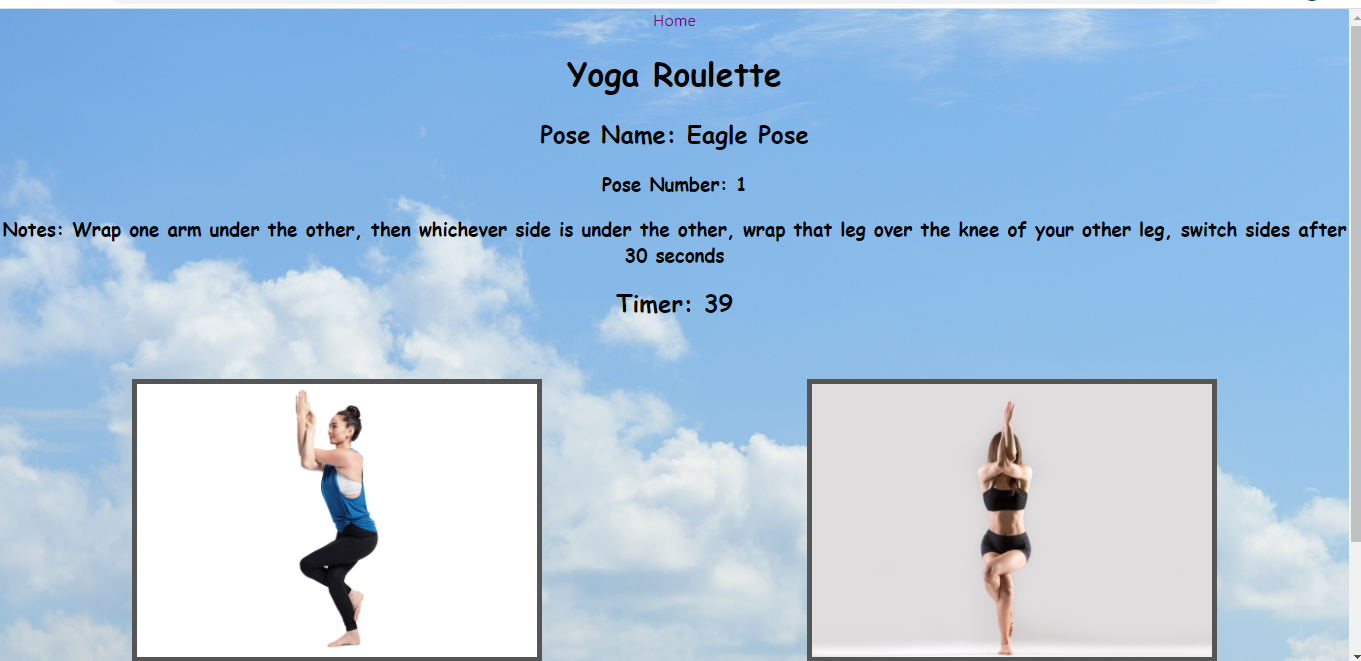 Home
Yoga Roulette
Pose Name: Eagle Pose
Pose Number: 1
Notes: Wrap one arm under the other, then whichever side is under the other, wrap that leg over the knee of your other leg, switch sides after
30 seconds
Timer: 39